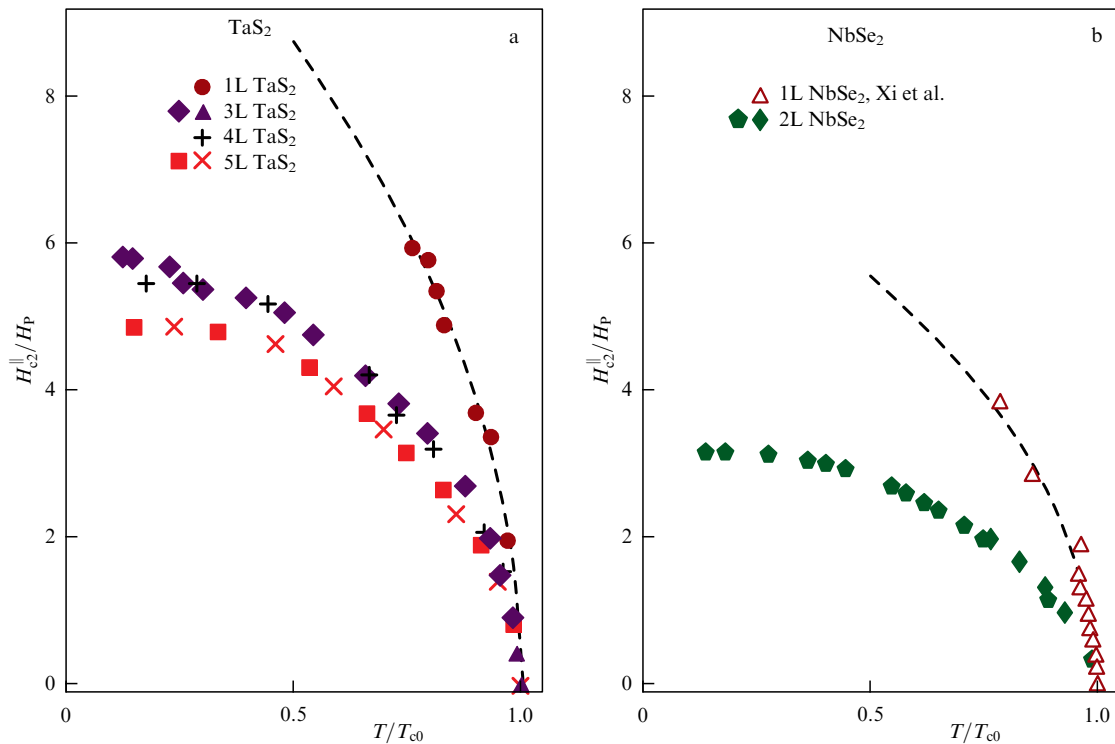 TaS₂
a
1L TaS₂
3L TaS₂
4L TaS₂
5L TaS₂
8
6
4
2
0
H∥c2/HP
0
0.5
1.0
T/Tc0
NbSe₂
b
1L NbSe₂, Xi et al.
2L NbSe₂
8
6
4
2
0
H∥c2/HP
0
0.5
1.0
T/Tc0